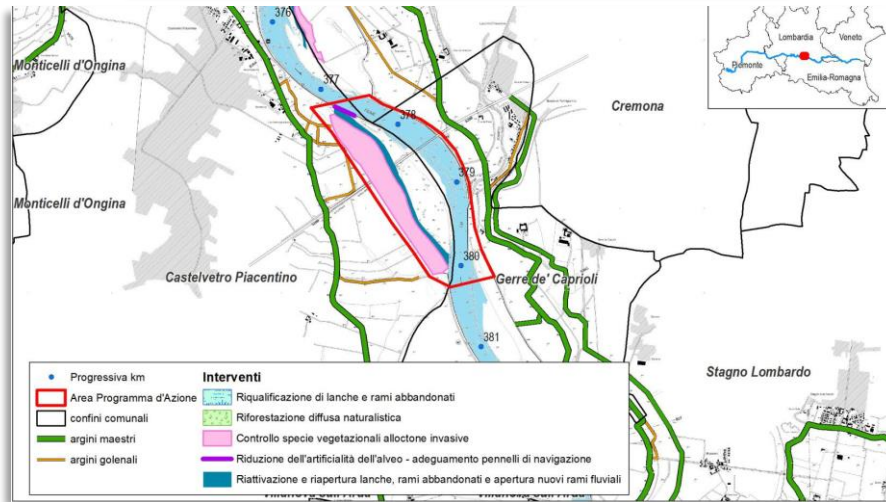 376
Monticelli d'Ongina
377
378
Cremona
379
Monticelli d'Ongina
Castelvetro Piacentino
380
Gerre de' Caprioli
381
Stagno Lombardo
Lombardia
Veneto
Piemonte
Emilia-Romagna
Progressiva km
Area Programma d'Azione
confini comunali
argini maestri
argini golenali
Interventi
Riqualificazione di lanche e rami abbandonati
Riforestazione diffusa naturalistica
Controllo specie vegetazionali alloctone invasive
Riduzione dell'artificialità dell'alveo - adeguamento pennelli di navigazione
Riattivazione e riapertura lanche, rami abbandonati e apertura nuovi rami fluviali